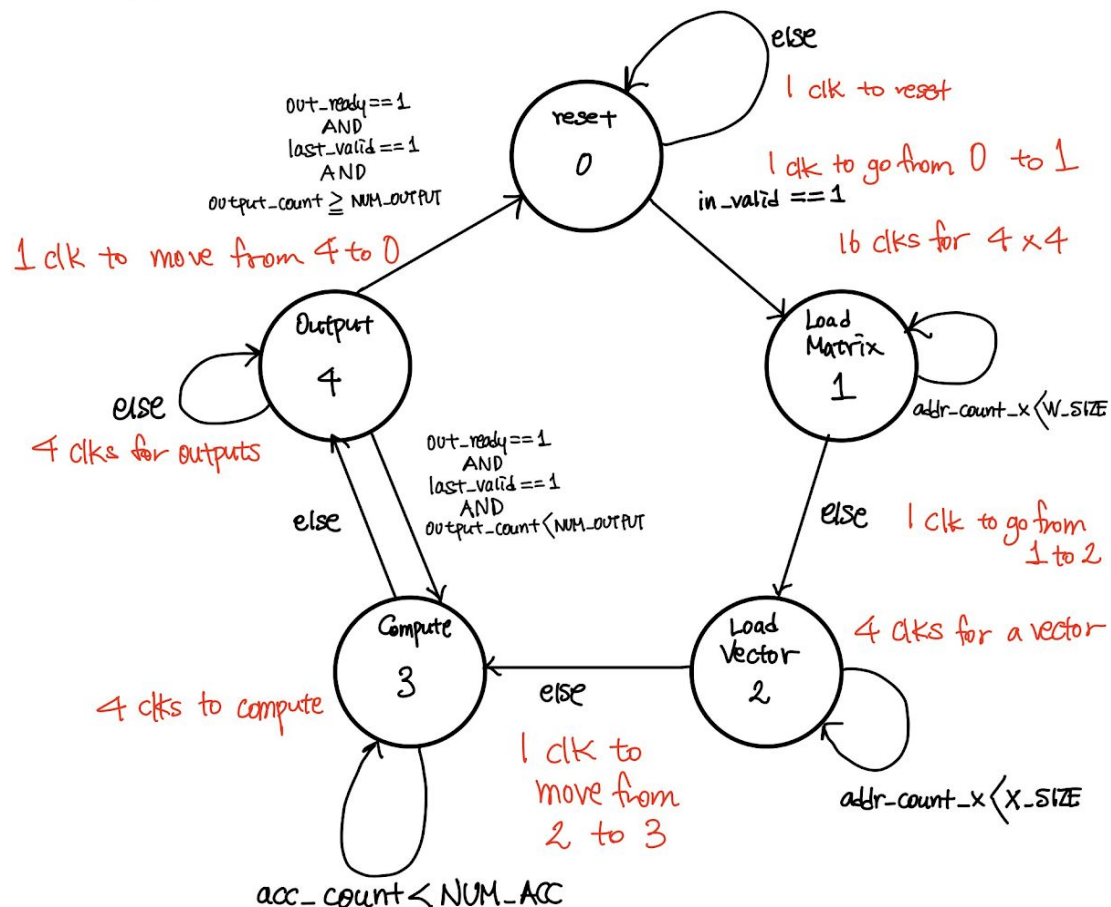 else
1 clk to reset
reset
0
1 clk to go from 0 to 1
in_valid == 1
16 clks for 4 x 4
out_ready == 1
AND
last_valid == 1
AND
output_count ≧ NUM_OUTPUT
1 clk to move from 4 to 0
Output
4
else
4 clks for outputs
Load
Matrix
1
addr_count_x < W_SIZE
out_ready == 1
AND
last_valid == 1
AND
output_count < NUM_OUTPUT
else
else
1 clk to go from
1 to 2
Compute
3
4 clks to compute
Load
Vector
2
4 clks for a vector
else
1 clk to
move from
2 to 3
addr_count_x < X_SIZE
acc_count < NUM_ACC